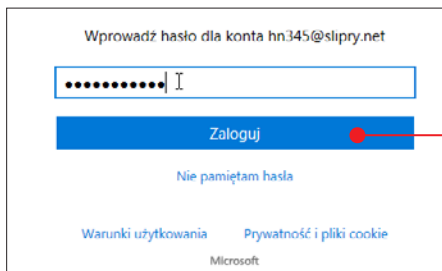 Wprowadź hasło dla konta hn345@slipry.net
●●●●●●●●●●●
Zaloguj
Nie pamiętam hasła
Warunki użytkowania Prywatność i pliki cookie
Microsoft